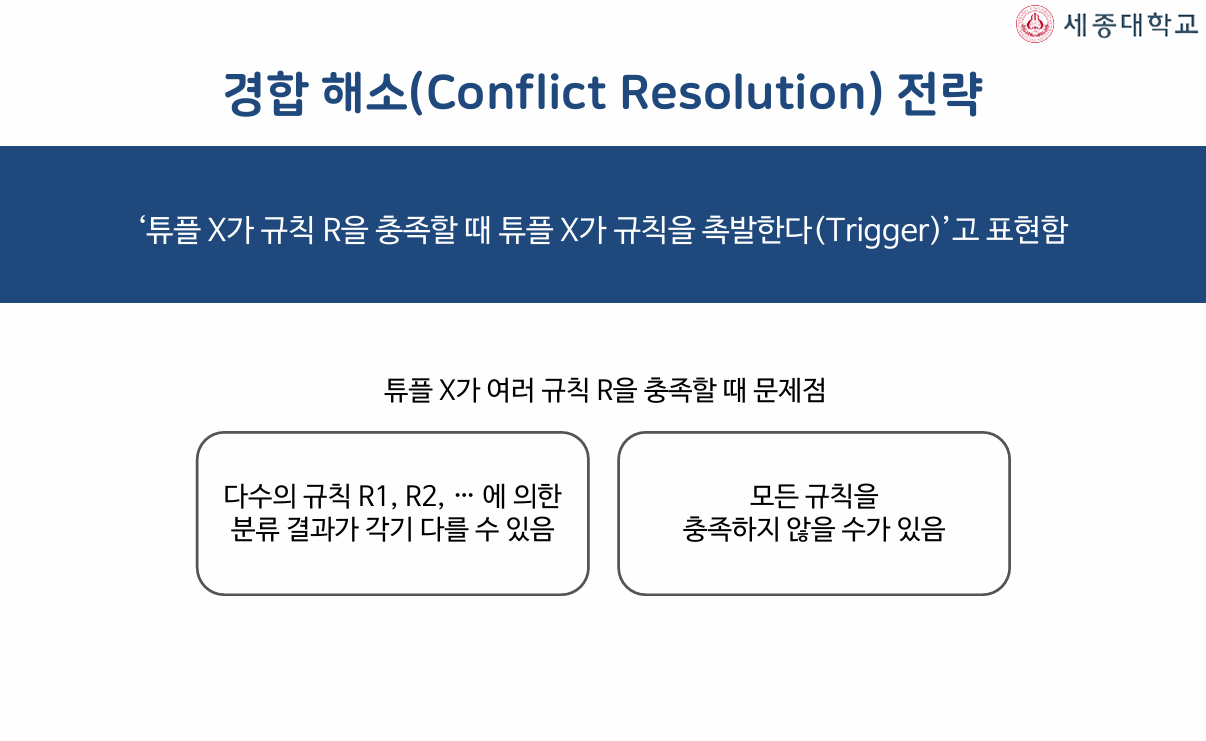 세종대학교
경합 해소(Conflict Resolution) 전략
‘튜플 X가 규칙 R을 충족할 때 튜플 X가 규칙을 촉발한다(Trigger)’고 표현함
튜플 X가 여러 규칙 R을 충족할 때 문제점
다수의 규칙 R1, R2, ⋯ 에 의한
분류 결과가 각기 다를 수 있음
모든 규칙을
충족하지 않을 수가 있음